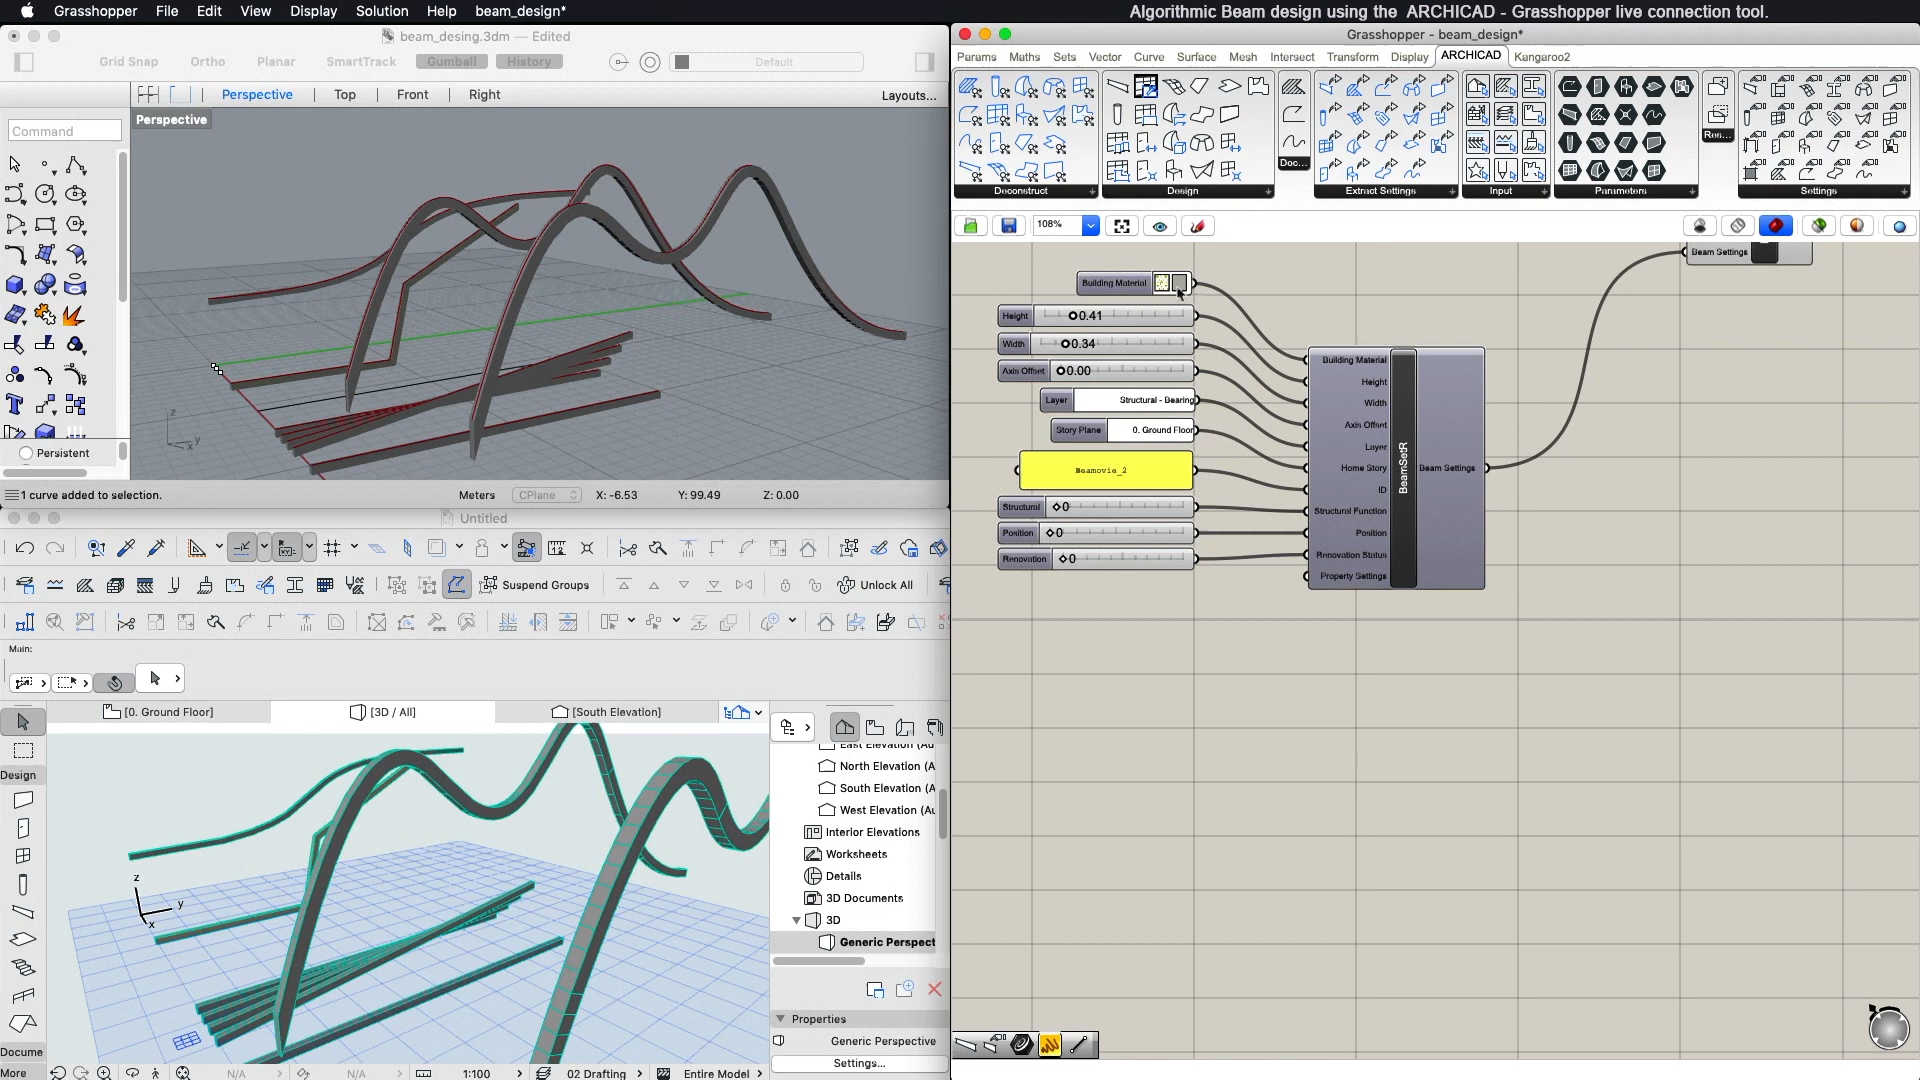 Grasshopper File Edit View Display Solution Help beam_design*
Algorithmic Beam design using the ARCHICAD - Grasshopper live connection tool.
beam_desing.3dm — Edited
Grid Snap Ortho Planar SmartTrack Gumball History Default
Perspective Top Front Right Layouts...
Command
Perspective
Persistent
z
y
x
1 curve added to selection. Meters CPlane X: -6.53 Y: 99.49 Z: 0.00
Untitled
Suspend Groups Unlock All
Main:
[0. Ground Floor] [3D / All] [South Elevation]
Design
Docume
More
z
y
x
East Elevation (Au
North Elevation (A
South Elevation (A
West Elevation (Au
Interior Elevations
Worksheets
Details
3D Documents
3D
Generic Perspect
Properties
Generic Perspective
Settings...
N/A N/A 1:100 02 Drafting Entire Model
Grasshopper - beam_design*
Params Maths Sets Vector Curve Surface Mesh Intersect Transform Display ARCHICAD Kangaroo2
Deconstruct Design Doc... Extract Settings Input Parameters Ren... Settings
108%
Beam Settings
Building Material
Height 0.41
Width 0.34
Axis Offset 0.00
Layer Structural - Bearing
Story Plane 0. Ground Floor
Beamovie_2
Structural 0
Position 0
Renovation 0
Building Material
Height
Width
Axis Offset
Layer
Home Story
ID
Structural Function
Position
Renovation Status
Property Settings
BeamSetR
Beam Settings